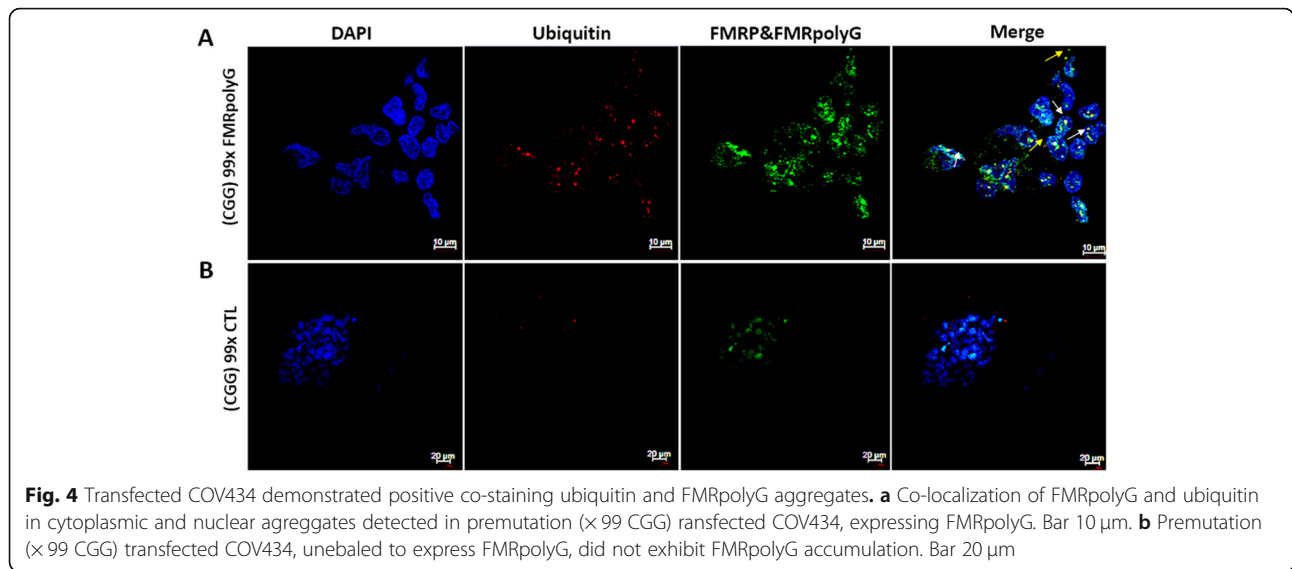 A
DAPI Ubiquitin FMRP&FMRpolyG Merge
(CGG) 99x FMRpolyG
10 µm 10 µm 10 µm 10 µm
B
(CGG) 99x CTL
20 µm 20 µm 20 µm 20 µm
Fig. 4 Transfected COV434 demonstrated positive co-staining ubiquitin and FMRpolyG aggregates. a Co-localization of FMRpolyG and ubiquitin
in cytoplasmic and nuclear agreggates detected in premutation (× 99 CGG) ransfected COV434, expressing FMRpolyG. Bar 10 µm. b Premutation
(× 99 CGG) transfected COV434, unebaled to express FMRpolyG, did not exhibit FMRpolyG accumulation. Bar 20 µm